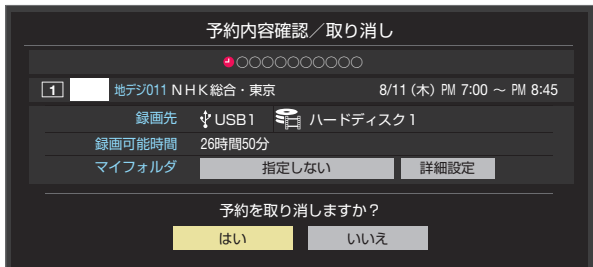 予約内容確認／取り消し
○○○○○○○○○○
1 地デジ011 NHK総合・東京 8/11 (木) PM 7:00 ～ PM 8:45
録画先 USB1 ハードディスク1
録画可能時間 26時間50分
マイフォルダ 指定しない 詳細設定
予約を取り消しますか？
はい いいえ